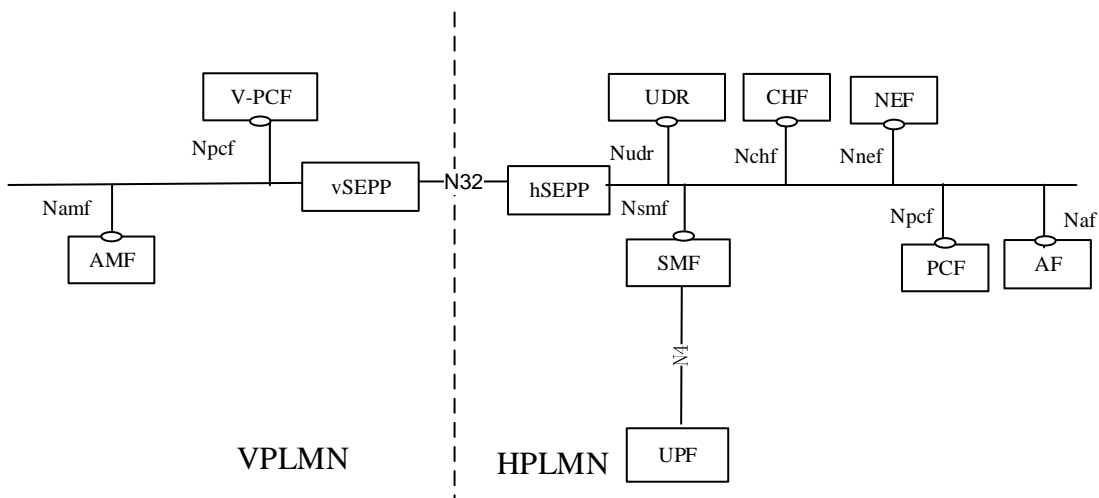 V-PCF
UDR
CHF
NEF
Npcf
Nudr
Nchf
Nnef
vSEPP
N32
hSEPP
Namf
Nsmf
Npcf
Naf
AMF
SMF
PCF
AF
N4
VPLMN
HPLMN
UPF